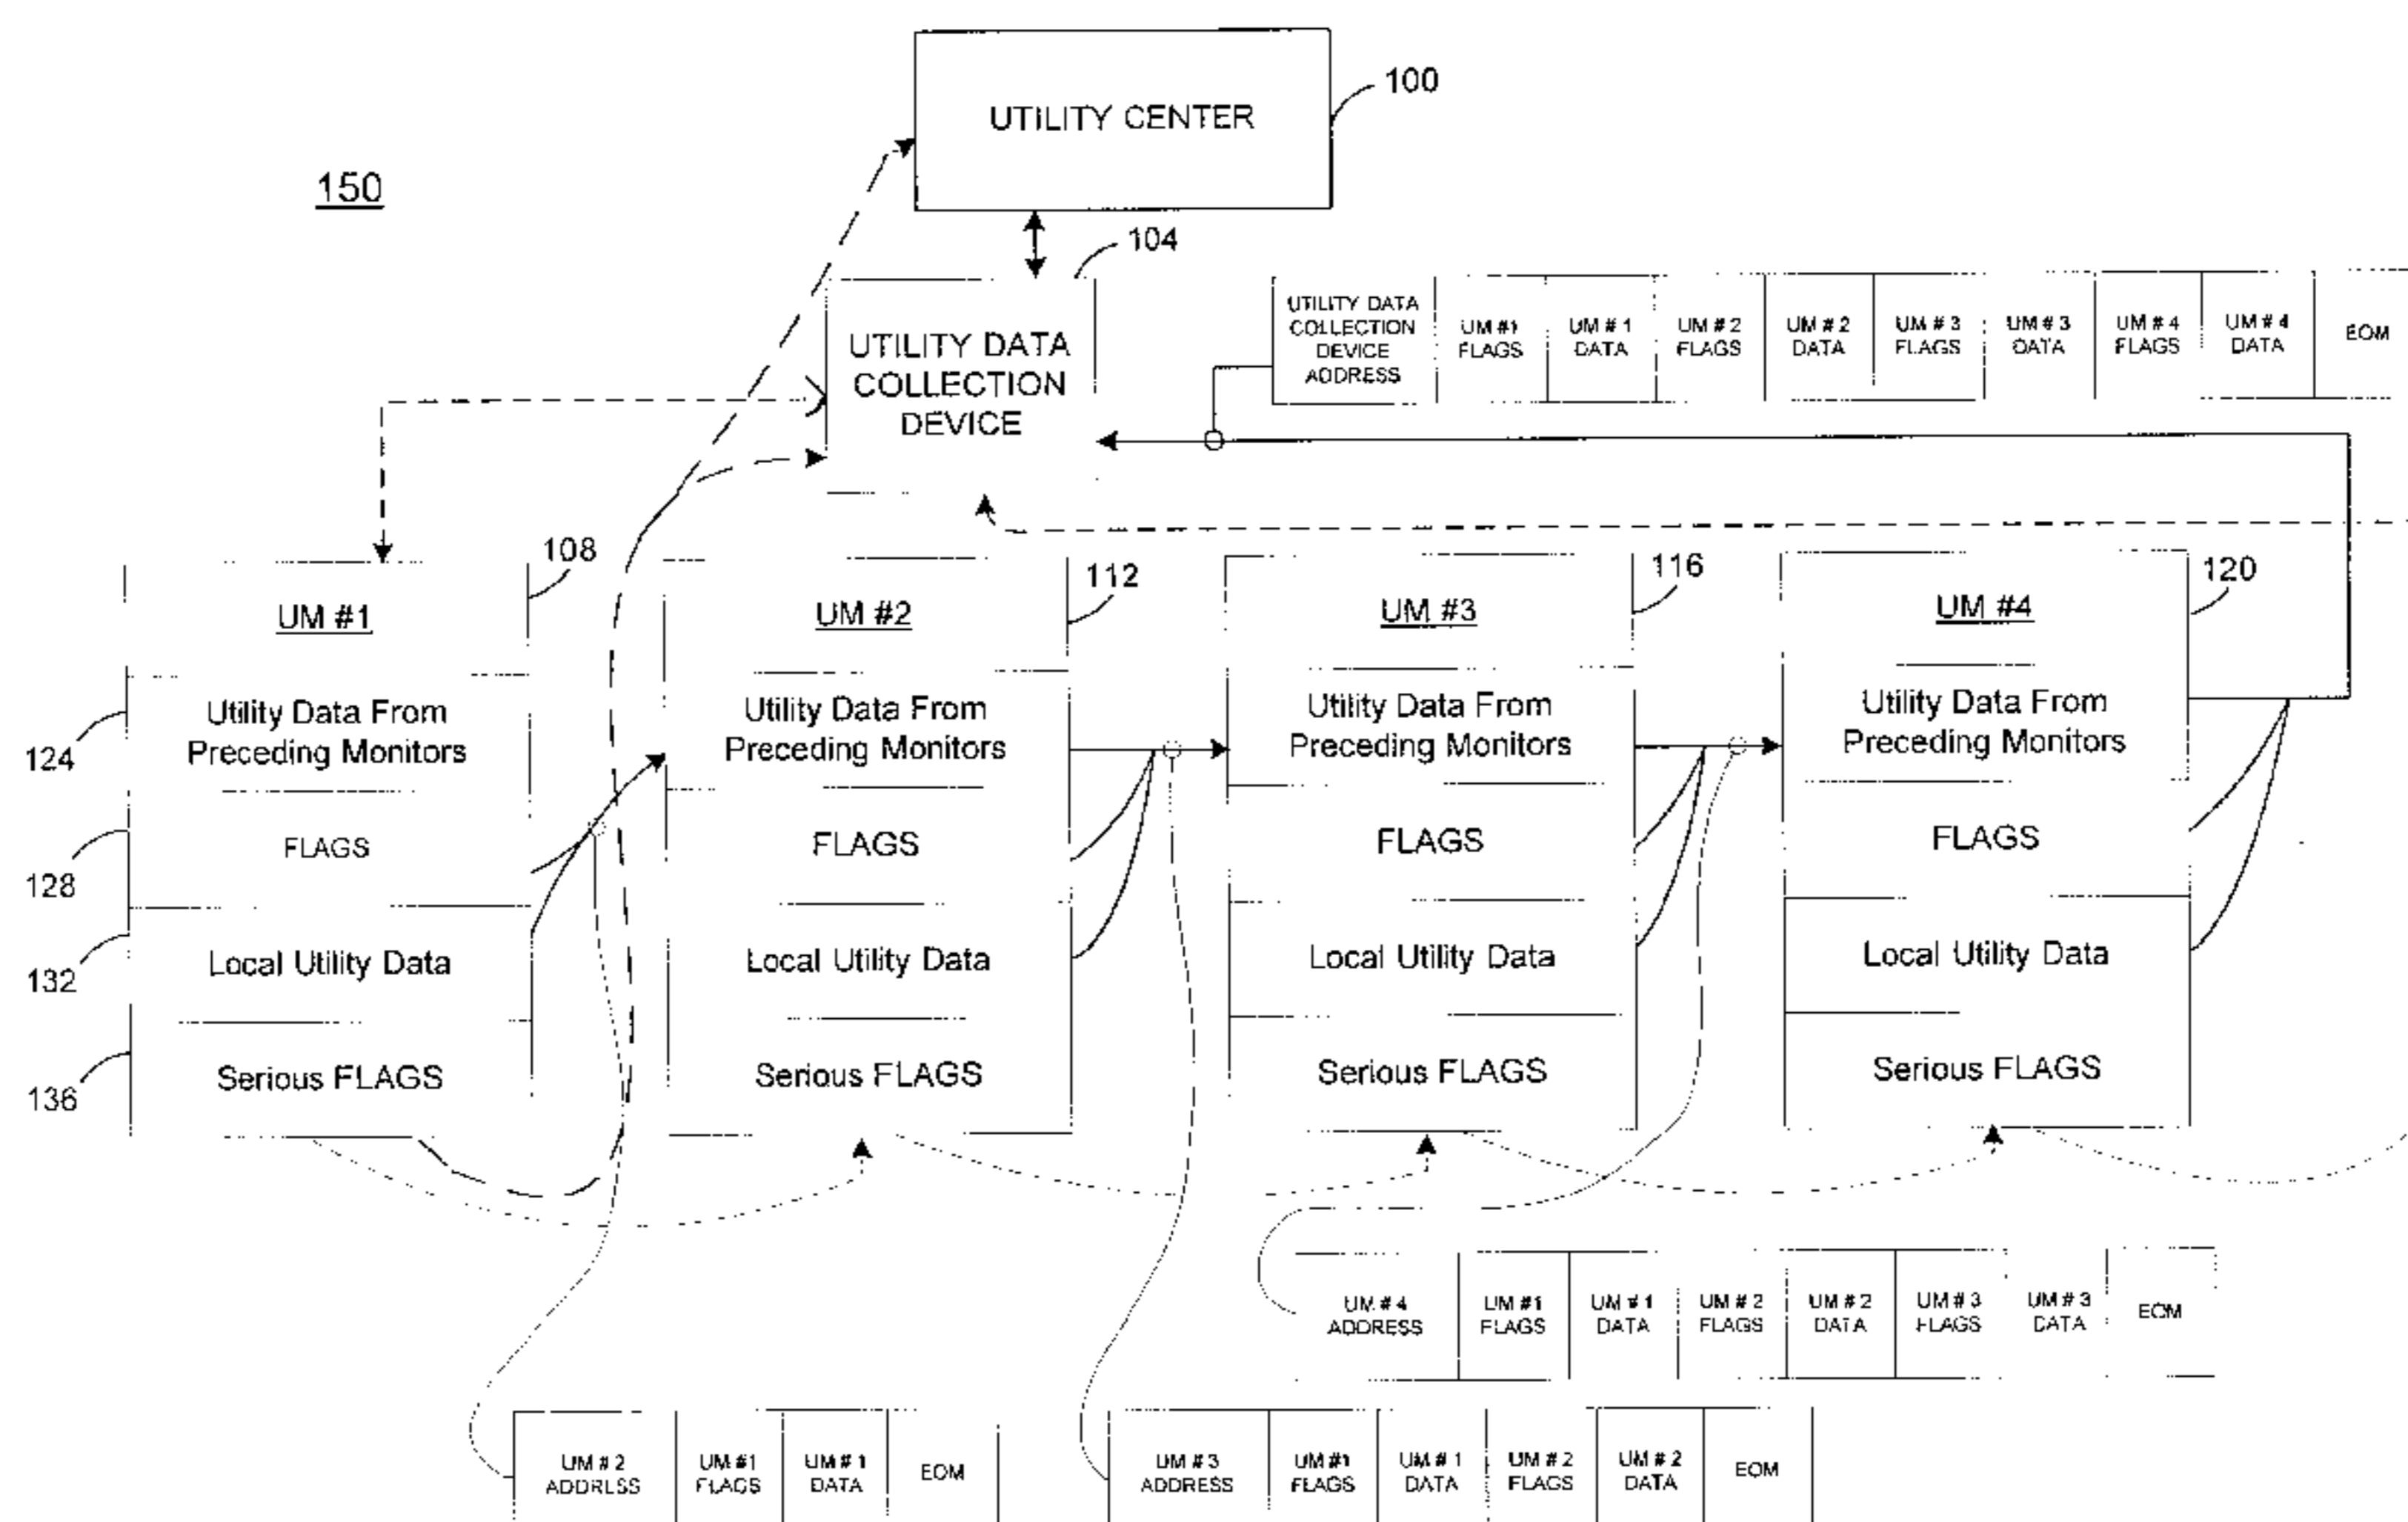 100
UTILITY CENTER
150
104
UTILITY DATA
COLLECTION
DEVICE
UTILITY DATA
COLLECTION
DEVICE
ADDRESS
UM #1
FLAGS
UM # 1
DATA
UM # 2
FLAGS
UM # 2
DATA
UM # 3
FLAGS
UM # 3
DATA
UM # 4
FLAGS
UM # 4
DATA
EOM
108
UM #1
124
Utility Data From
Preceding Monitors
128
FLAGS
132
Local Utility Data
136
Serious FLAGS
112
UM #2
Utility Data From
Preceding Monitors
FLAGS
Local Utility Data
Serious FLAGS
116
UM #3
Utility Data From
Preceding Monitors
FLAGS
Local Utility Data
Serious FLAGS
120
UM #4
Utility Data From
Preceding Monitors
FLAGS
Local Utility Data
Serious FLAGS
UM # 4
ADDRESS
UM #1
FLAGS
UM # 1
DATA
UM # 2
FLAGS
UM # 2
DATA
UM # 3
FLAGS
UM # 3
DATA
EOM
UM # 2
ADDRESS
UM #1
FLAGS
UM # 1
DATA
EOM
UM # 3
ADDRESS
UM #1
FLAGS
UM # 1
DATA
UM # 2
FLAGS
UM # 2
DATA
EOM